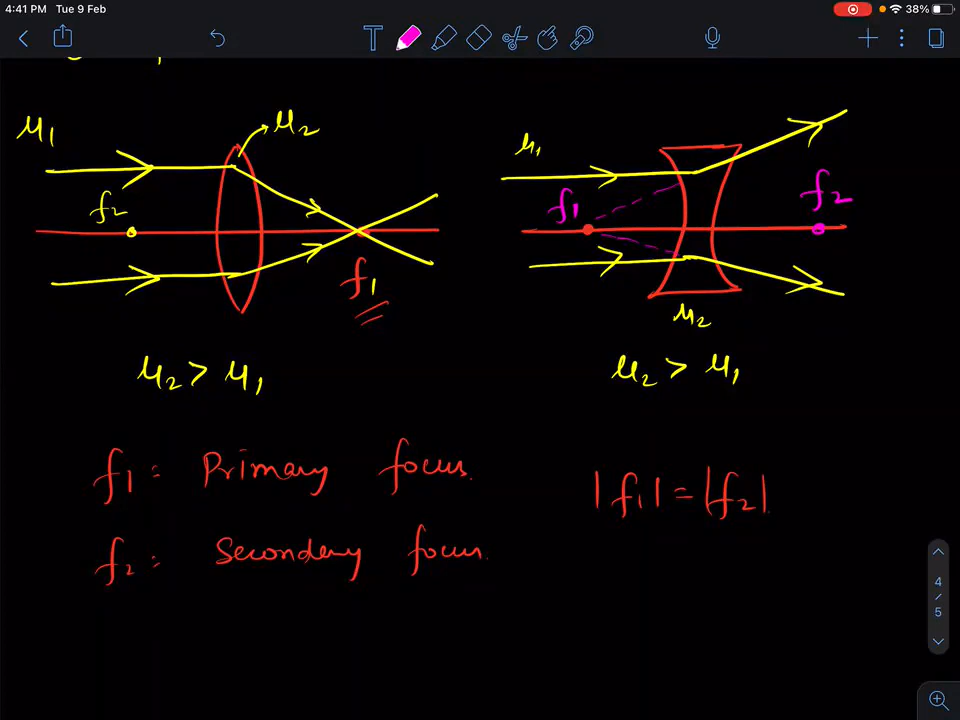 4:41 PM Tue 9 Feb
38%
T
μ1
μ2
f2
f1
μ2 > μ1
μ1
f1
f2
μ2
μ2 > μ1
f1 = Primary focus.
f2 = Secondary focus.
|f1| = |f2|
4/5